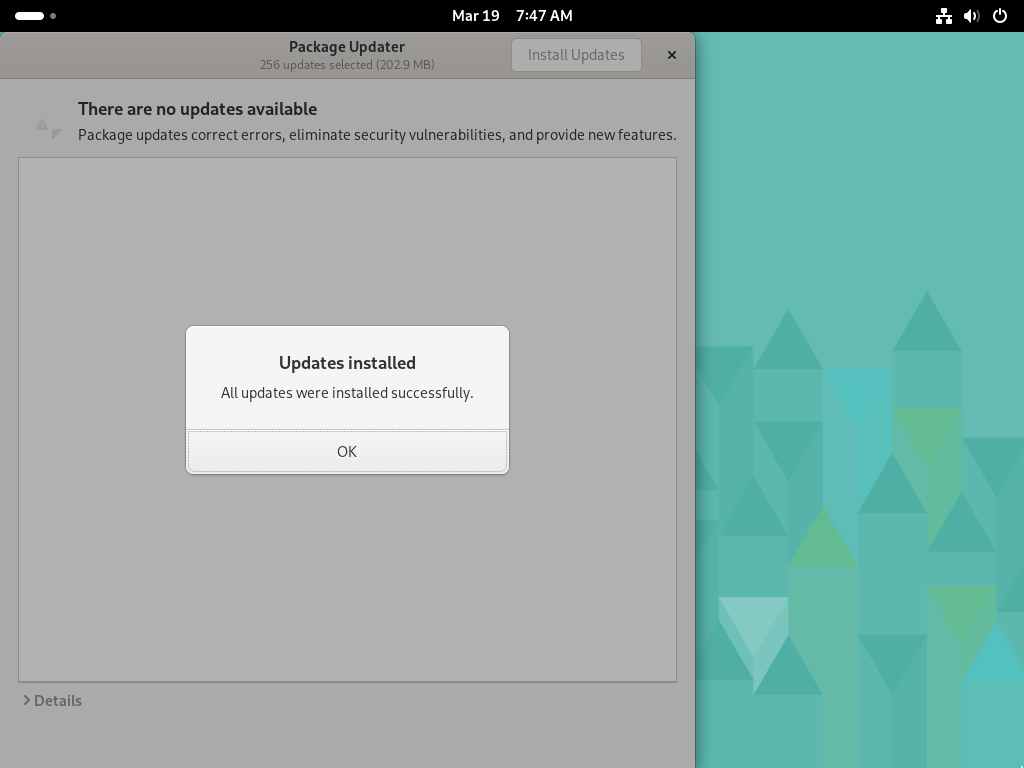 Mar 19 7:47 AM
Package Updater
256 updates selected (202.9 MB)
Install Updates
There are no updates available
Package updates correct errors, eliminate security vulnerabilities, and provide new features.
Updates installed
All updates were installed successfully.
OK
Details